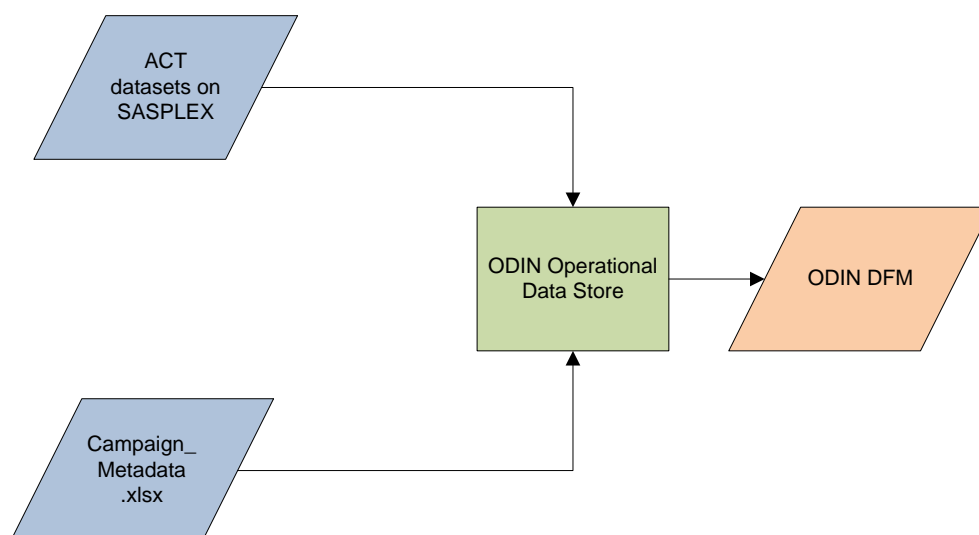 ACT
datasets on
SASPLEX
ODIN Operational
Data Store
ODIN DFM
Campaign_
Metadata
.xlsx